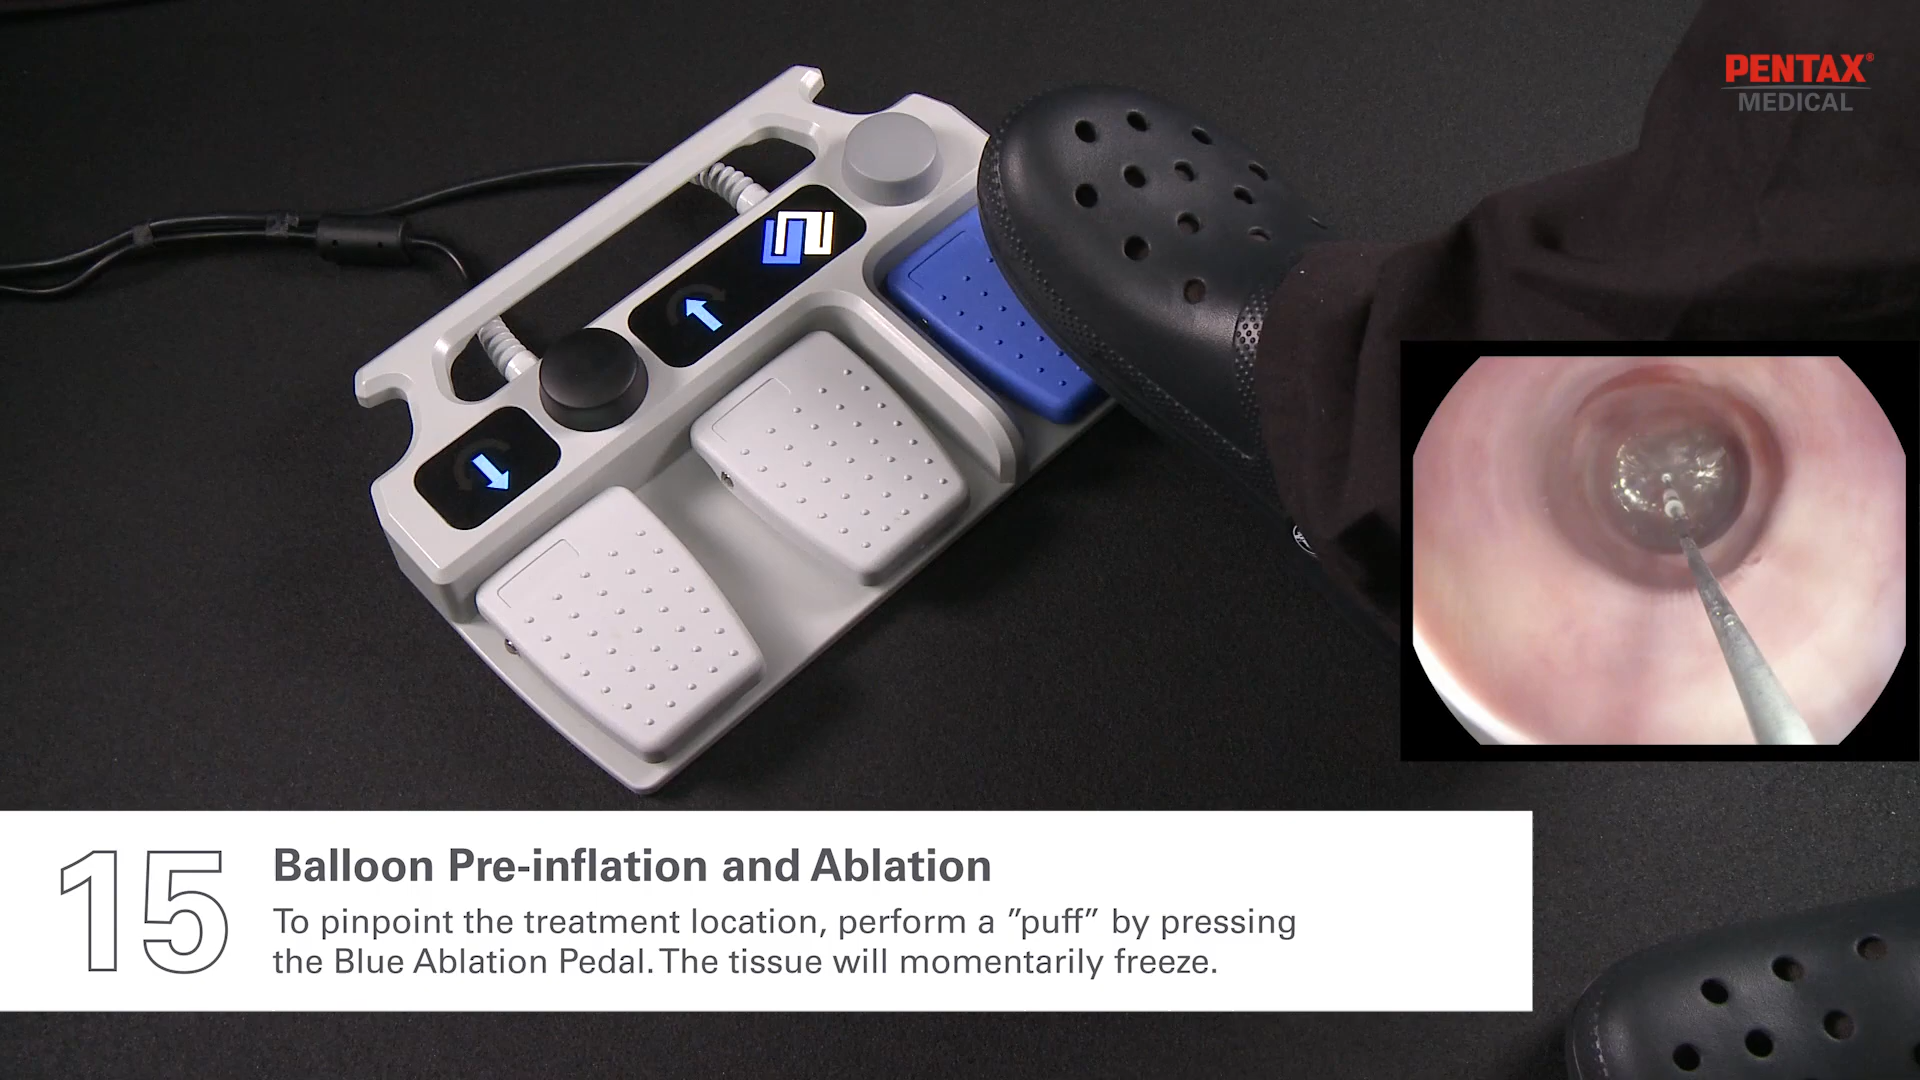 PENTAX®
MEDICAL
15
Balloon Pre-inflation and Ablation
To pinpoint the treatment location, perform a ”puff” by pressing
the Blue Ablation Pedal. The tissue will momentarily freeze.